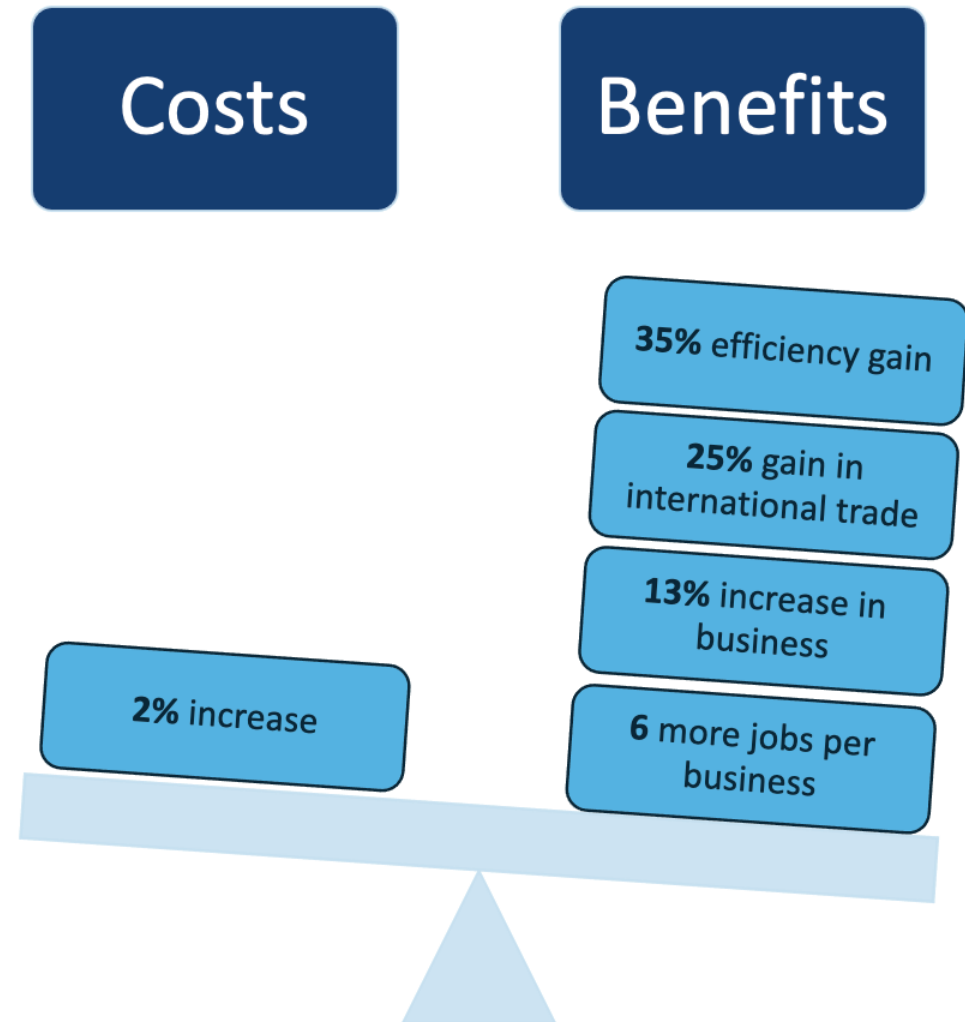 Costs
Benefits
35% efficiency gain
25% gain in
international trade
13% increase in
business
6 more jobs per
business
2% increase